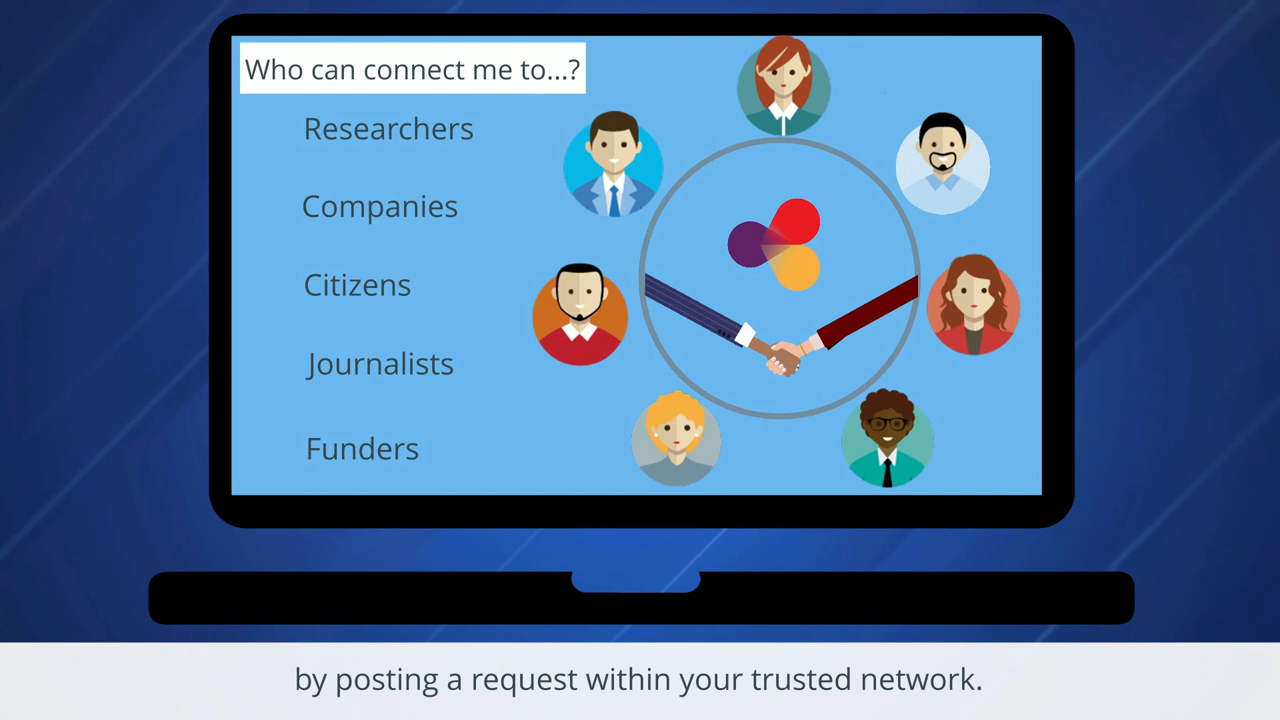 Who can connect me to...?
Researchers
Companies
Citizens
Journalists
Funders
by posting a request within your trusted network.